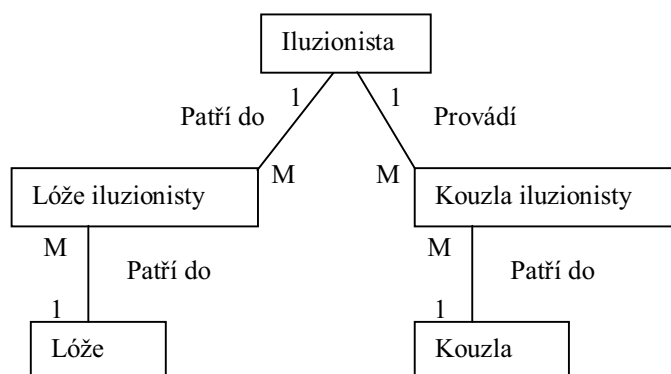 Iluzionista
1 1
Patří do Provádí
M M
Lóže iluzionisty Kouzla iluzionisty
M M
Patří do Patří do
1 1
Lóže Kouzla